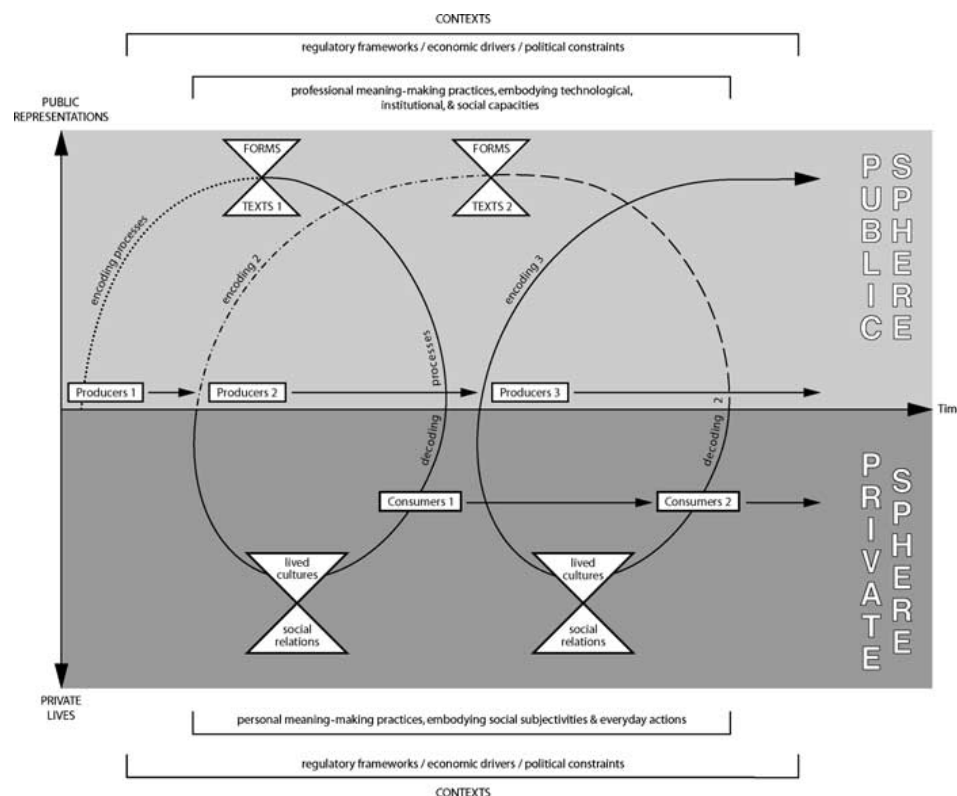 CONTEXTS
regulatory frameworks / economic drivers / political constraints
professional meaning-making practices, embodying technological,
institutional, & social capacities
PUBLIC
REPRESENTATIONS
FORMS
TEXTS 1
FORMS
TEXTS 2
encoding processes
encoding 2
encoding 3
PUBLIC
SPHERE
processes
Producers 1
Producers 2
Producers 3
2
Tim
decoding
decoding
Consumers 1
Consumers 2
PRIVATE
SPHERE
lived
cultures
social
relations
lived
cultures
social
relations
PRIVATE
LIVES
personal meaning-making practices, embodying social subjectivities & everyday actions
regulatory frameworks / economic drivers / political constraints
CONTEXTS